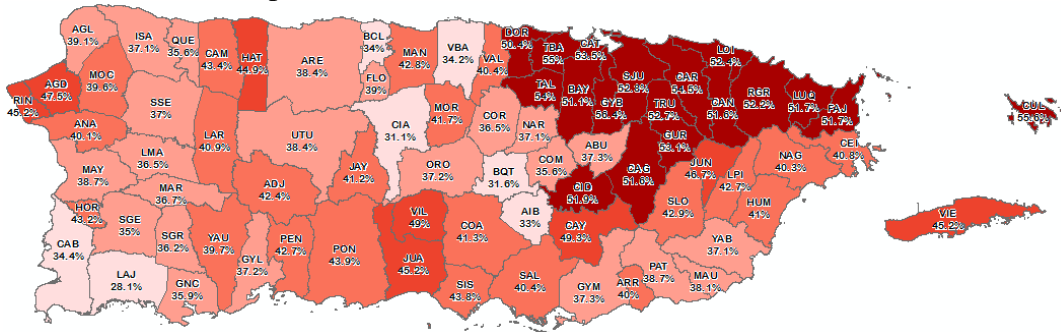 AGL
39.1%
ISA
37.1%
QUE
35.6%
CAM
43.4%
HAT
44.9%
ARE
38.4%
BCL
34%
MAN
42.8%
VBA
34.2%
VAL
40.4%
DOR
50.4%
TBA
55%
CAT
53.5%
LOI
52.4%
RIN
45.2%
AGD
47.5%
MOC
39.6%
SSE
37%
FLO
39%
TAL
54%
BAY
51.1%
GYB
SJU
TRU
52.7%
CAR
54.5%
CAN
51.6%
RGR
52.2%
LUQ
51.7%
FAJ
51.7%
CUL
55.6%
ANA
40.1%
LAR
40.9%
UTU
38.4%
CIA
31.1%
MOR
41.7%
COR
36.5%
NAR
37.1%
ABU
37.3%
GUR
53.1%
MAY
38.7%
LMA
36.5%
MAR
36.7%
ADJ
42.4%
JAY
41.2%
ORO
37.2%
BQT
31.6%
COM
35.6%
CID
51.9%
CAG
51.6%
JUN
46.7%
LPI
42.7%
NAG
40.3%
CEI
40.8%
HOR
43.2%
CAB
34.4%
SGE
35%
SGR
36.2%
YAU
39.7%
GYL
37.2%
PEN
42.7%
PON
43.9%
VIL
49%
JUA
45.2%
COA
41.3%
AIB
33%
CAY
49.3%
SLO
42.9%
HUM
41%
VIE
45.2%
LAJ
28.1%
GNC
35.9%
SIS
43.8%
SAL
40.4%
GYM
37.3%
ARR
40%
PAT
38.7%
YAB
37.1%
MAU
38.1%